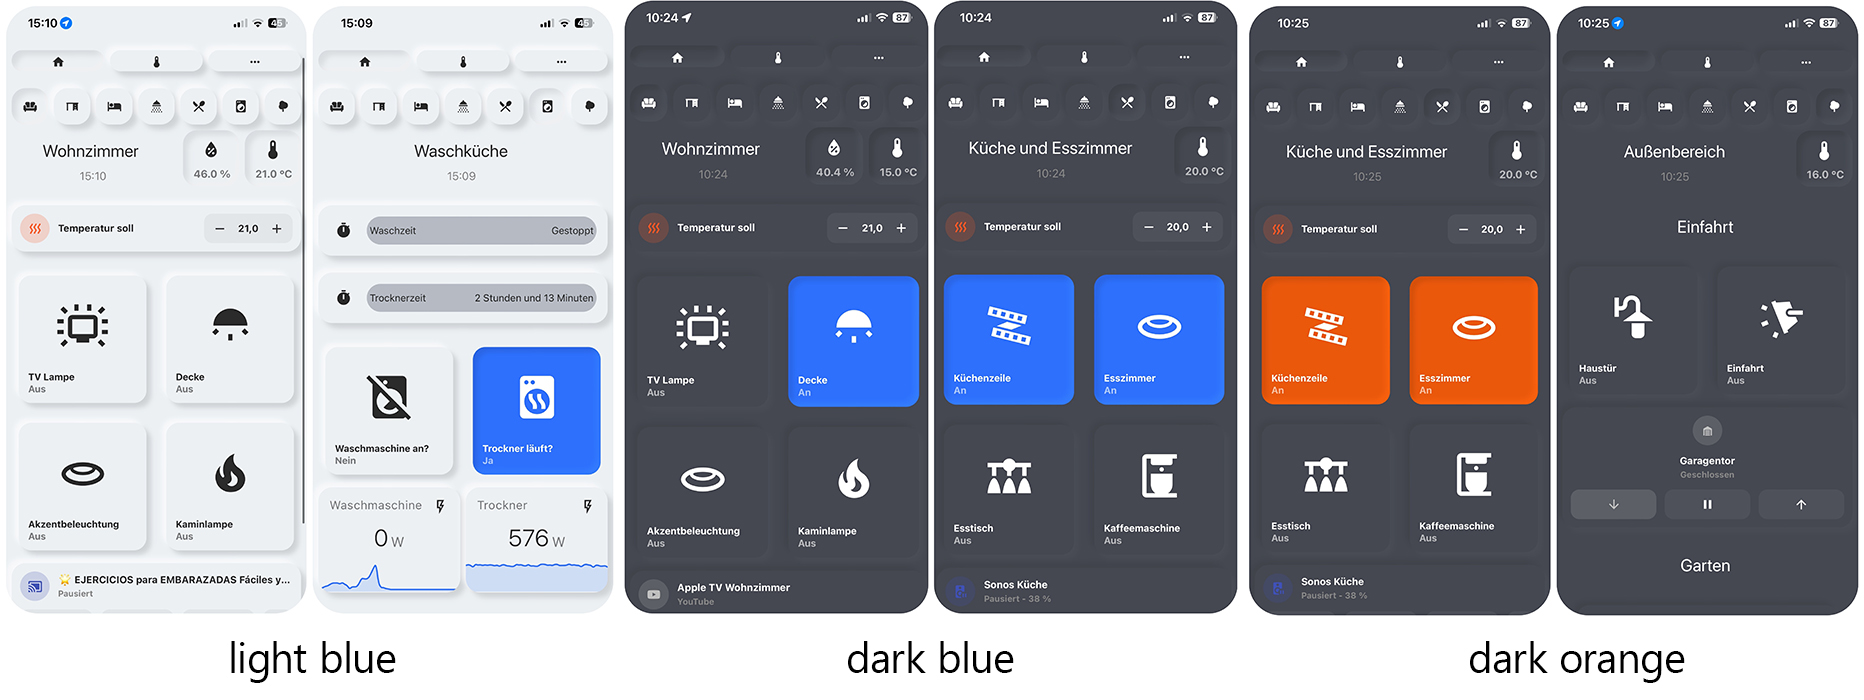 15:10
45
Wohnzimmer
15:10
46.0 %
21.0 °C
Temperatur soll
− 21,0 +
TV Lampe
Aus
Decke
Aus
Akzentbeleuchtung
Aus
Kaminlampe
Aus
🌟 EJERCICIOS para EMBARAZADAS Fáciles y...
Pausiert
15:09
45
Waschküche
15:09
Waschzeit
Gestoppt
Trocknerzeit
2 Stunden und 13 Minuten
Waschmaschine an?
Nein
Trockner läuft?
Ja
Waschmaschine
0 W
Trockner
576 W
light blue
10:24
87
Wohnzimmer
10:24
40.4 %
15.0 °C
Temperatur soll
− 21,0 +
TV Lampe
Aus
Decke
An
Akzentbeleuchtung
Aus
Kaminlampe
Aus
Apple TV Wohnzimmer
YouTube
10:24
87
Küche und Esszimmer
10:24
20.0 °C
Temperatur soll
− 20,0 +
Küchenzeile
An
Esszimmer
An
Esstisch
Aus
Kaffeemaschine
Aus
Sonos Küche
Pausiert - 38 %
dark blue
10:25
87
Küche und Esszimmer
10:25
20.0 °C
Temperatur soll
− 20,0 +
Küchenzeile
An
Esszimmer
An
Esstisch
Aus
Kaffeemaschine
Aus
Sonos Küche
Pausiert - 38 %
10:25
87
Außenbereich
10:25
16.0 °C
Einfahrt
Haustür
Aus
Einfahrt
Aus
Garagentor
Geschlossen
Garten
dark orange